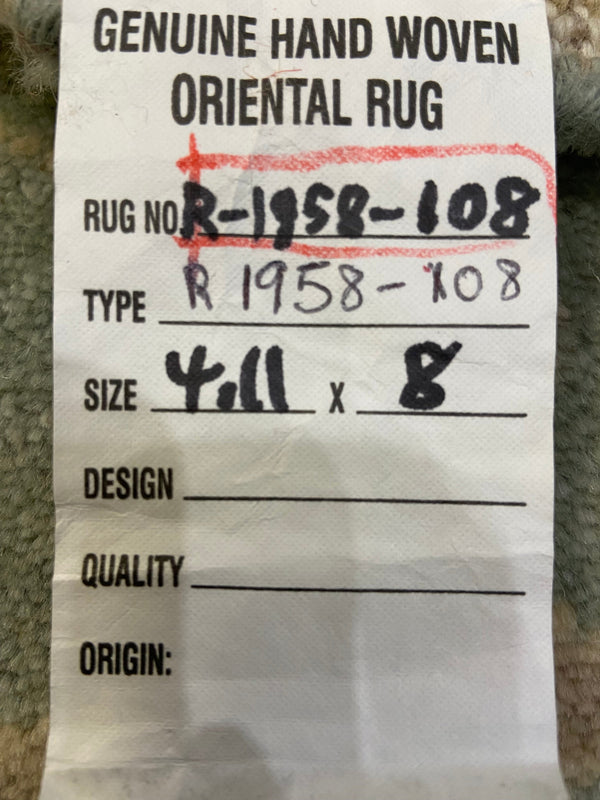 GENUINE HAND WOVEN
ORIENTAL RUG
RUG NO. R-1958-108
TYPE R 1958-108
SIZE 4.11 X 8
DESIGN
QUALITY
ORIGIN: